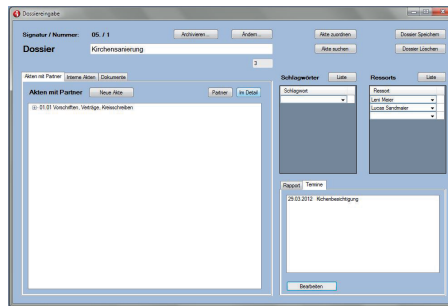 Dossiereingabe
Signatur / Nummer: 05. / 1 Archivieren... Ändern... Akte zuordnen Dossier Speichern
Dossier Kirchensanierung Akte suchen Dossier Löschen
3
Akten mit Partner Interne Akten Dokumente
Schlagwörter Liste Ressorts Liste
Akten mit Partner Neue Akte Partner Im Detail
Schlagwort Ressort
Leni Meier
Lucas Sandmaier
01.01 Vorschriften, Verträge, Kreisschreiben
Rapport Termine
29.03.2012 Kirchenbesichtigung
Bearbeiten